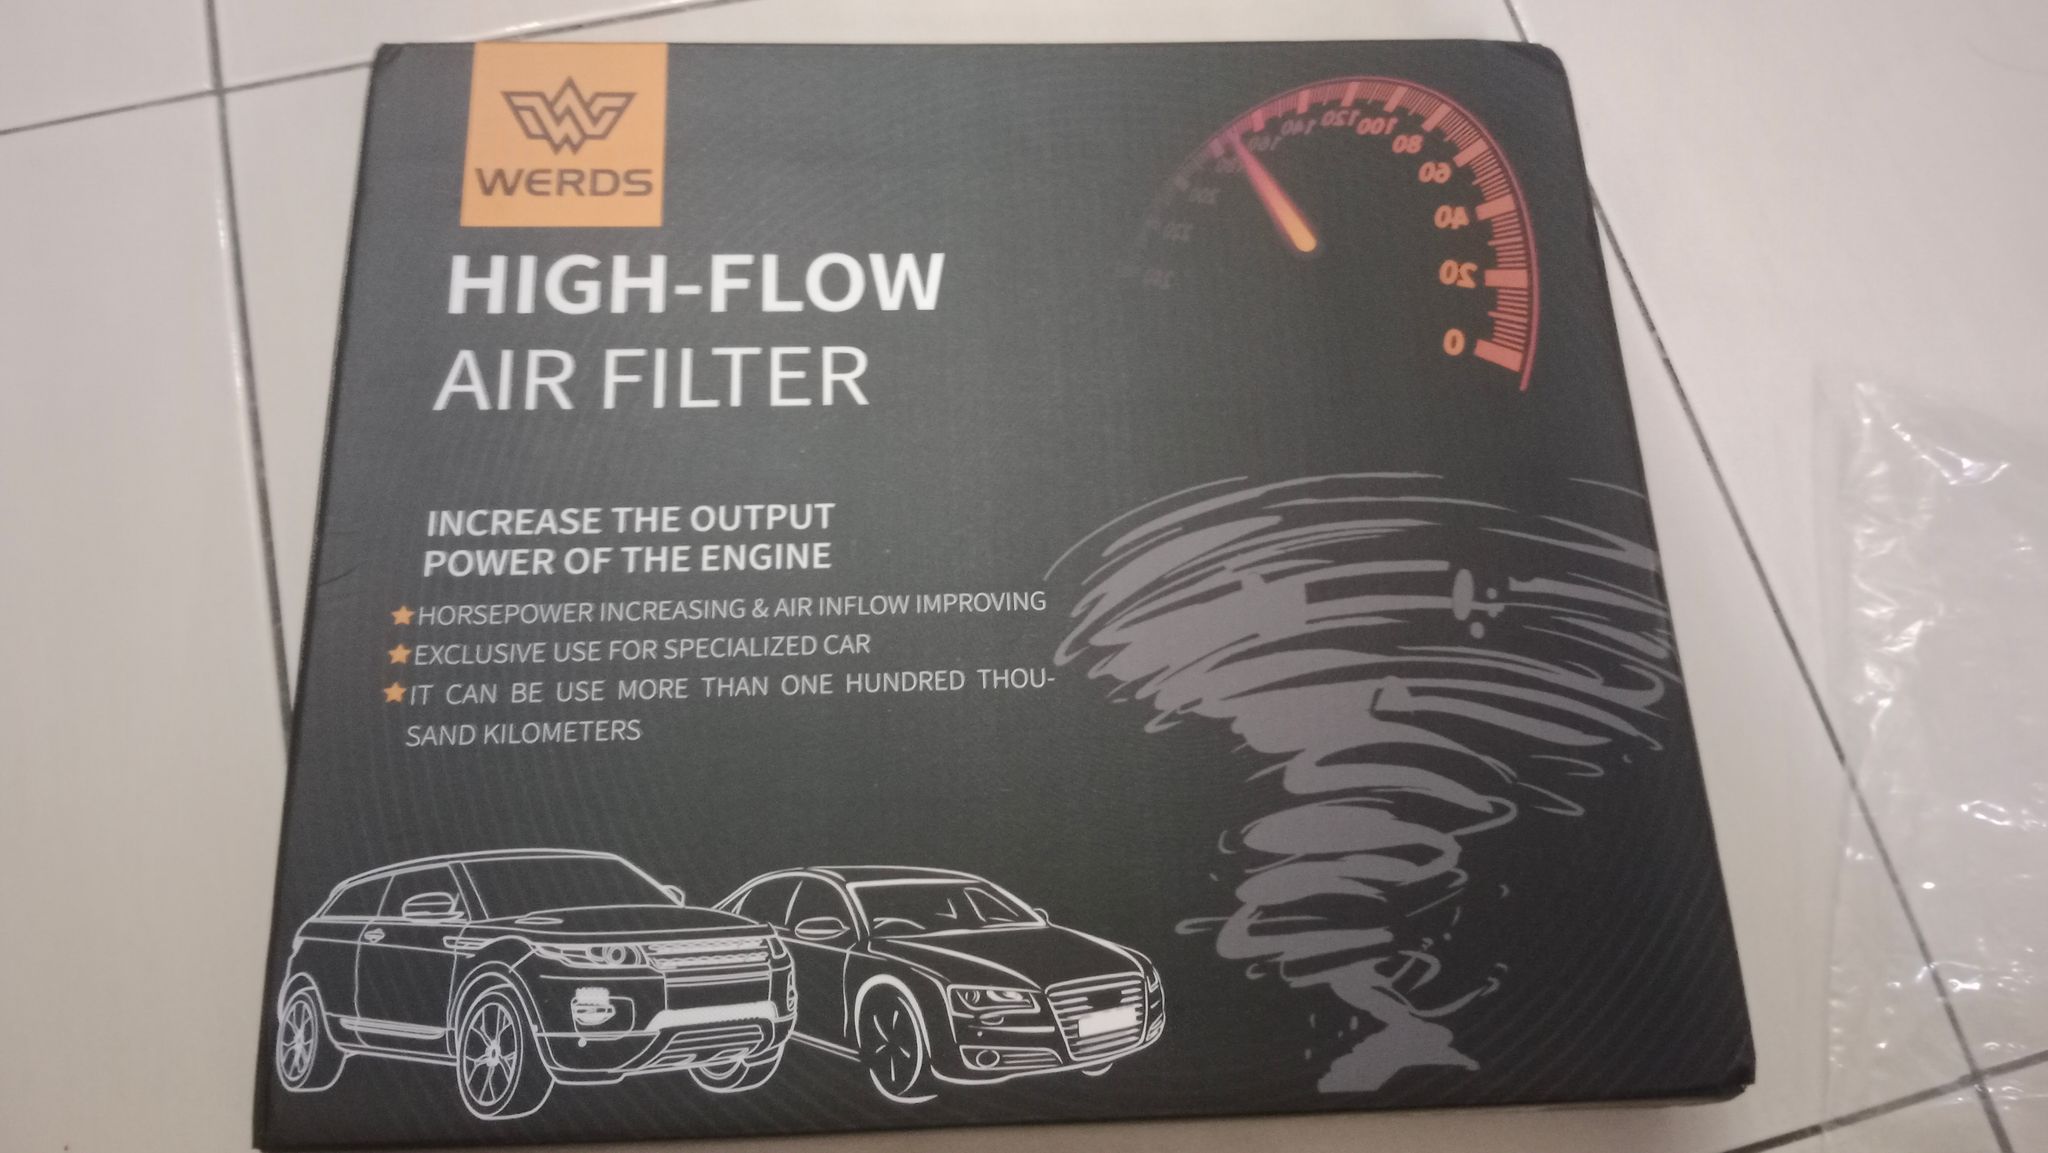 WERDS
HIGH-FLOW
AIR FILTER
INCREASE THE OUTPUT
POWER OF THE ENGINE
HORSEPOWER INCREASING & AIR INFLOW IMPROVING
EXCLUSIVE USE FOR SPECIALIZED CAR
IT CAN BE USE MORE THAN ONE HUNDRED THOU-
SAND KILOMETERS
140
120
100
80
60
40
20
0